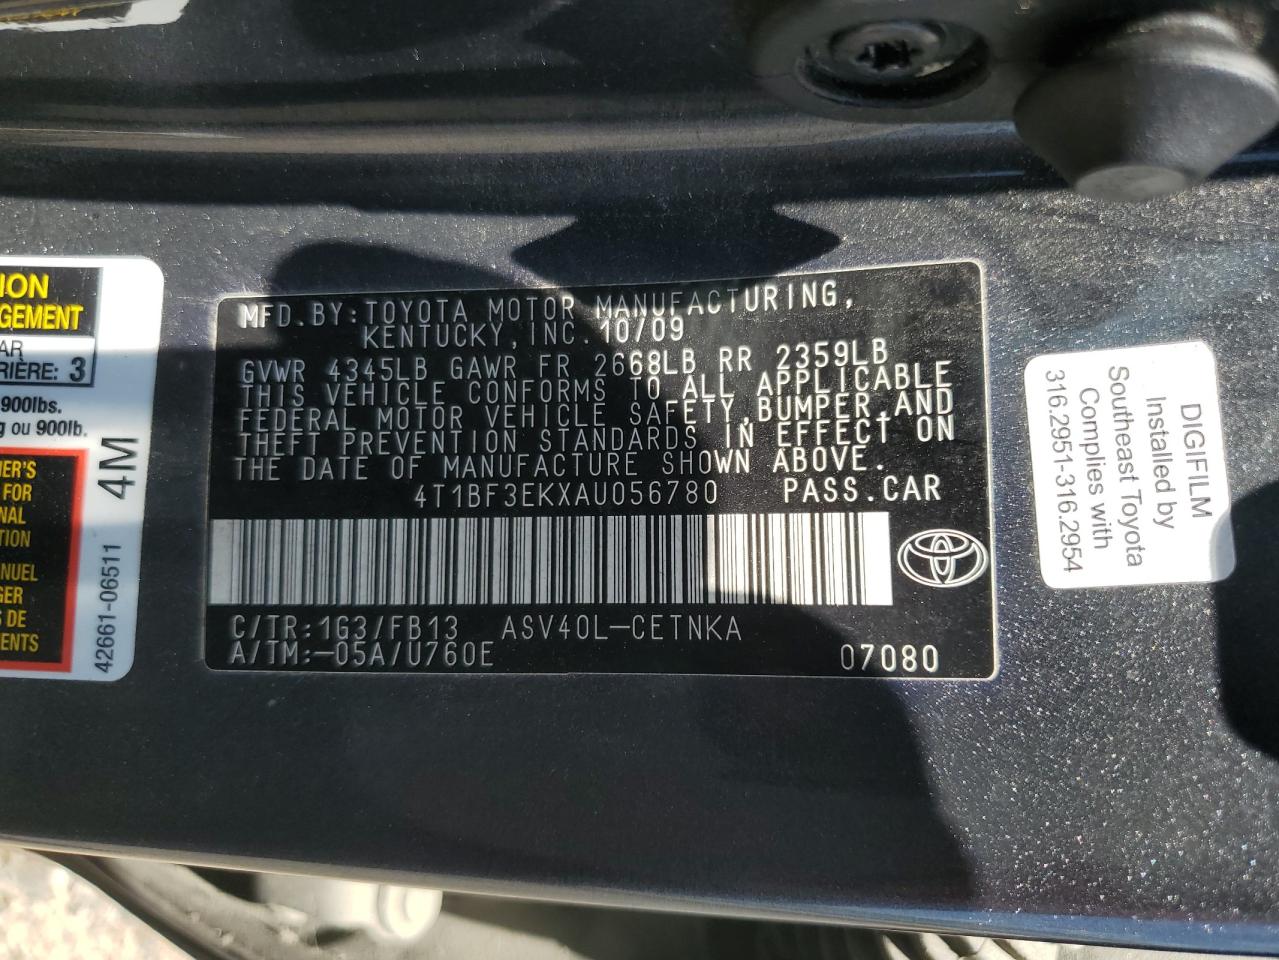 ION
GEMENT
AR
RIÈRE: 3
900lbs.
g ou 900lb.
ER'S
FOR
NAL
TION
NUEL
GER
S DE
MENTS
4M
42661-06511
MFD.BY:TOYOTA MOTOR MANUFACTURING,
KENTUCKY,INC.10/09
GVWR 4345LB GAWR FR 2668LB RR 2359LB
THIS VEHICLE CONFORMS TO ALL APPLICABLE
FEDERAL MOTOR VEHICLE SAFETY,BUMPER,AND
THEFT PREVENTION STANDARDS IN EFFECT ON
THE DATE OF MANUFACTURE SHOWN ABOVE.
4T1BF3EKXAU056780 PASS.CAR
C/TR:1G3/FB13 ASV40L-CETNKA
A/TM:-05A/U760E 07080
DIGIFILM
Installed by
Southeast Toyota
Complies with
316.2951-316.2954